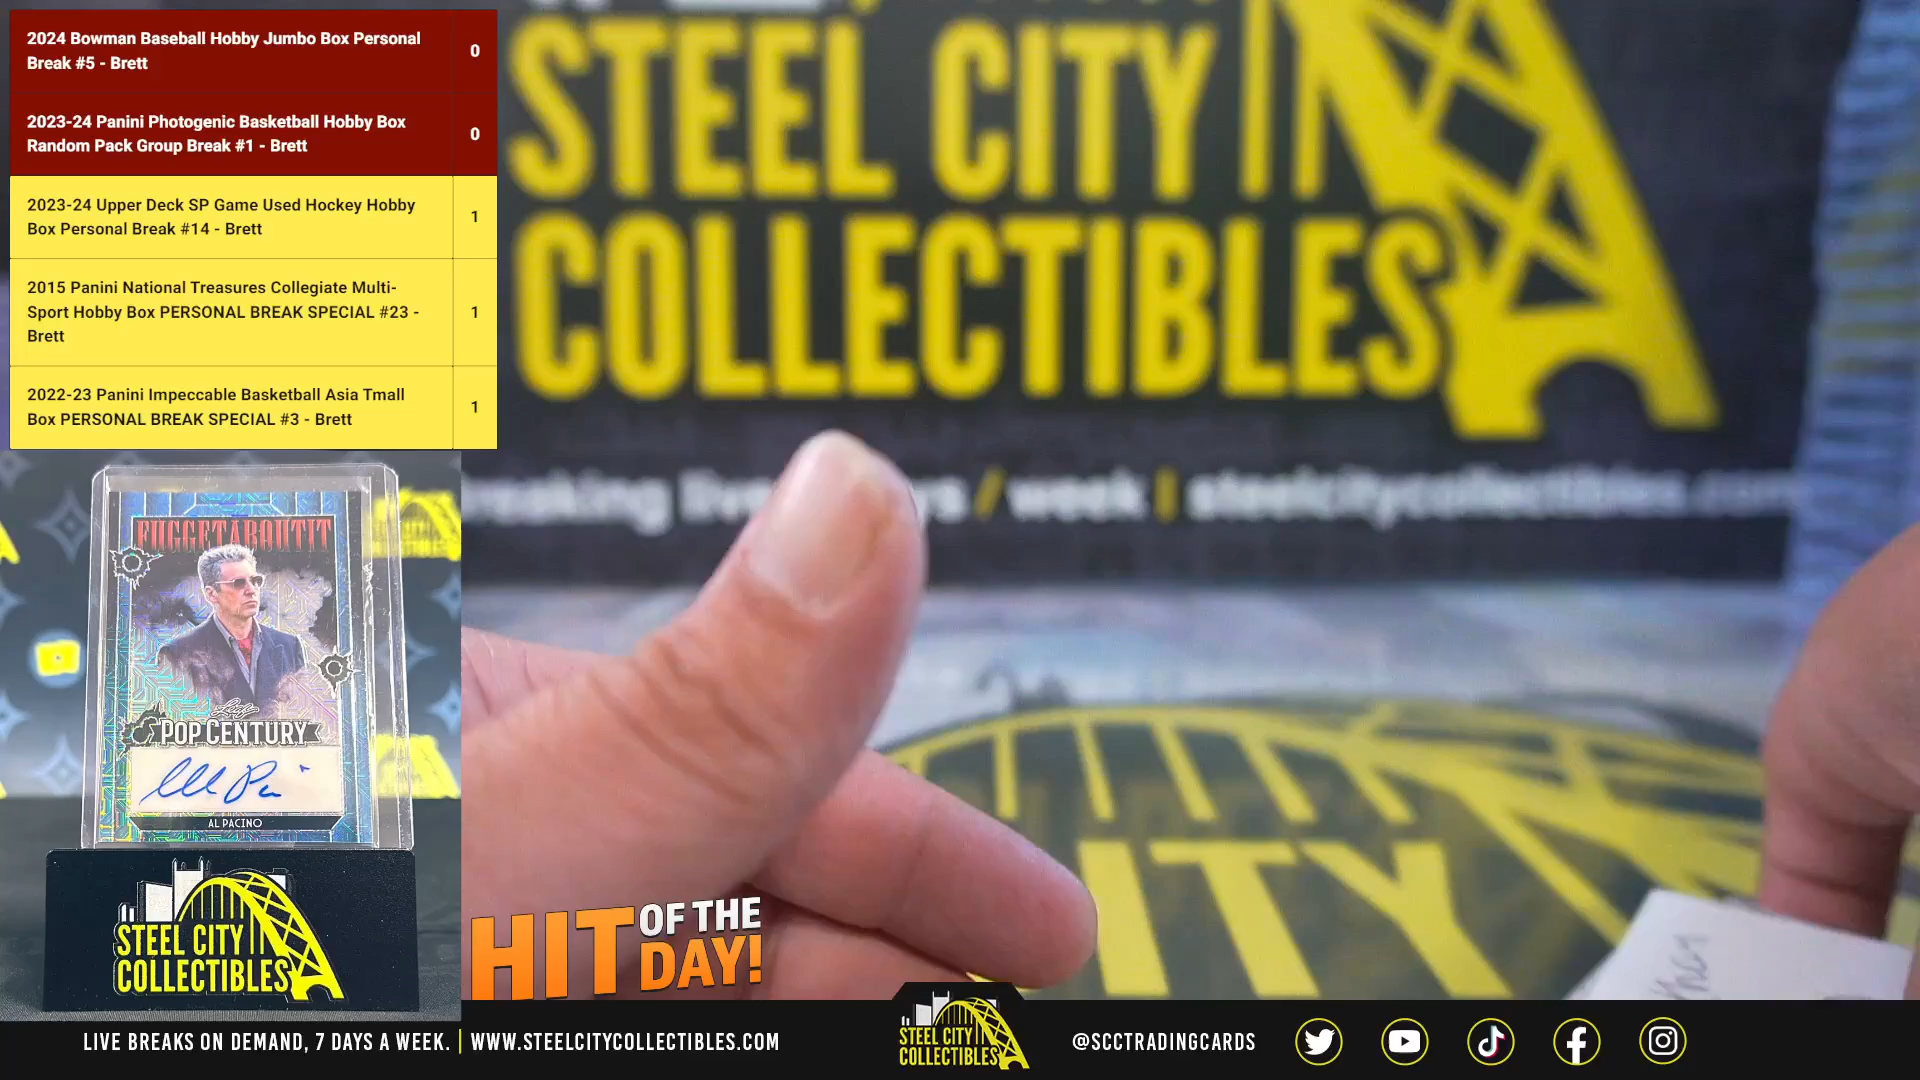 2024 Bowman Baseball Hobby Jumbo Box Personal
Break #5 - Brett
0
2023-24 Panini Photogenic Basketball Hobby Box
Random Pack Group Break #1 - Brett
0
2023-24 Upper Deck SP Game Used Hockey Hobby
Box Personal Break #14 - Brett
1
2015 Panini National Treasures Collegiate Multi-
Sport Hobby Box PERSONAL BREAK SPECIAL #23 -
Brett
1
2022-23 Panini Impeccable Basketball Asia Tmall
Box PERSONAL BREAK SPECIAL #3 - Brett
1
STEEL CITY
COLLECTIBLES
week | steelcitycollectibles.com
FUGGETABOUTIT
Leaf
POP CENTURY
AL PACINO
STEEL CITY
COLLECTIBLES
HIT OF THE
DAY!
ITY
LIVE BREAKS ON DEMAND, 7 DAYS A WEEK. | WWW.STEELCITYCOLLECTIBLES.COM
STEEL CITY
COLLECTIBLES
@SCCTRADINGCARDS